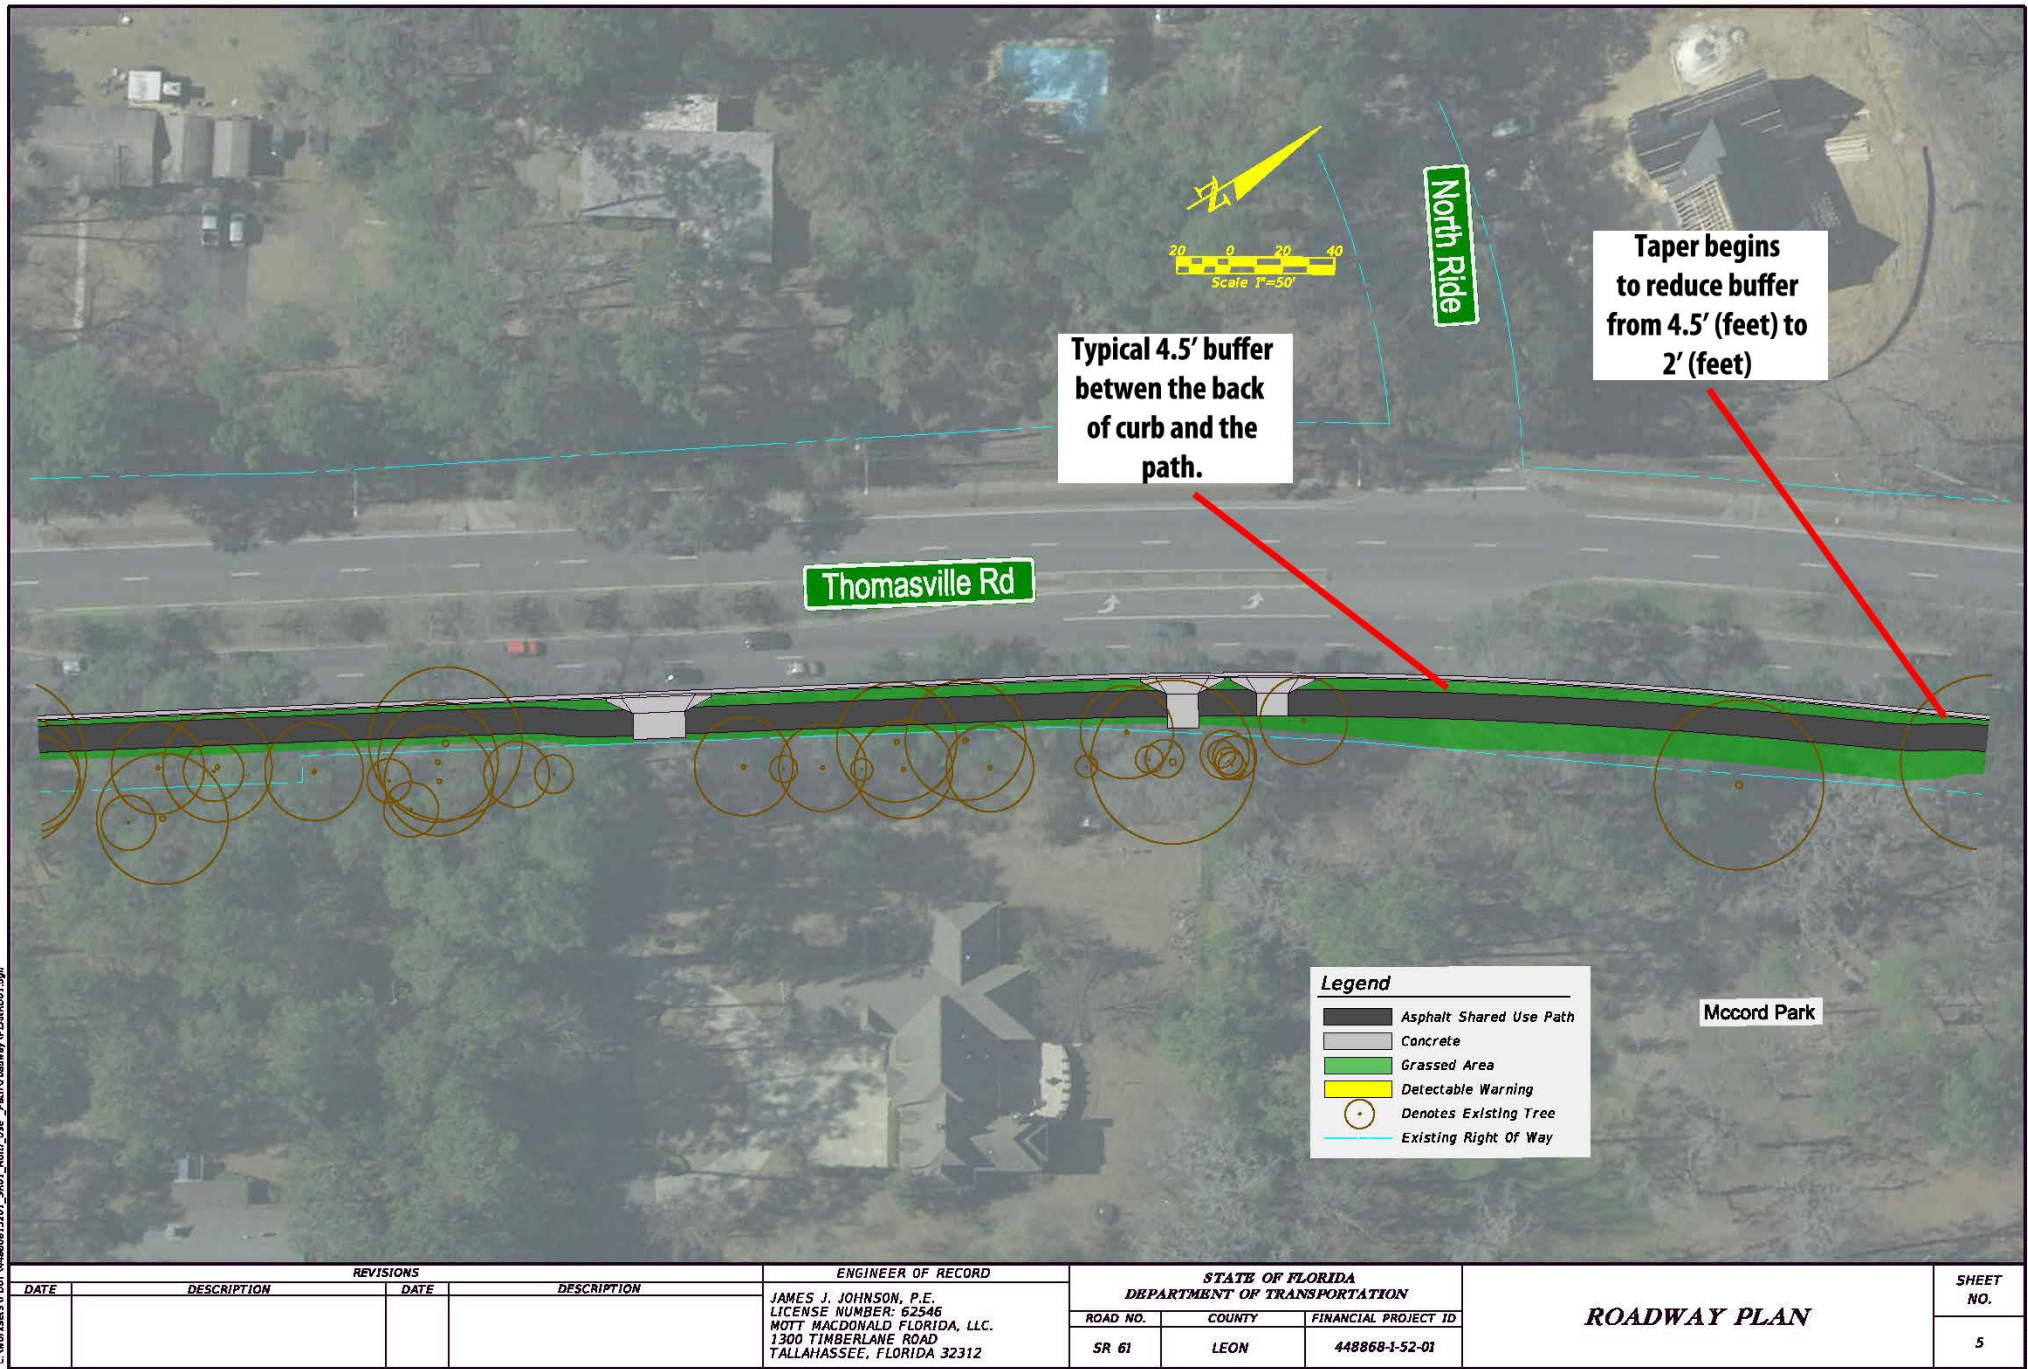 North Ride
20 0 20 40
Scale 1"=50'
Taper begins
to reduce buffer
from 4.5' (feet) to
2' (feet)
Typical 4.5' buffer
betwen the back
of curb and the
path.
Thomasville Rd
Legend
Asphalt Shared Use Path
Concrete
Grassed Area
Detectable Warning
Denotes Existing Tree
Existing Right Of Way
Mccord Park
REVISIONS
DATE DESCRIPTION DATE DESCRIPTION
ENGINEER OF RECORD
JAMES J. JOHNSON, P.E.
LICENSE NUMBER: 62546
MOTT MACDONALD FLORIDA, LLC.
1300 TIMBERLANE ROAD
TALLAHASSEE, FLORIDA 32312
STATE OF FLORIDA
DEPARTMENT OF TRANSPORTATION
ROAD NO. COUNTY FINANCIAL PROJECT ID
SR 61 LEON 448868-1-52-01
ROADWAY PLAN
SHEET
NO.
5